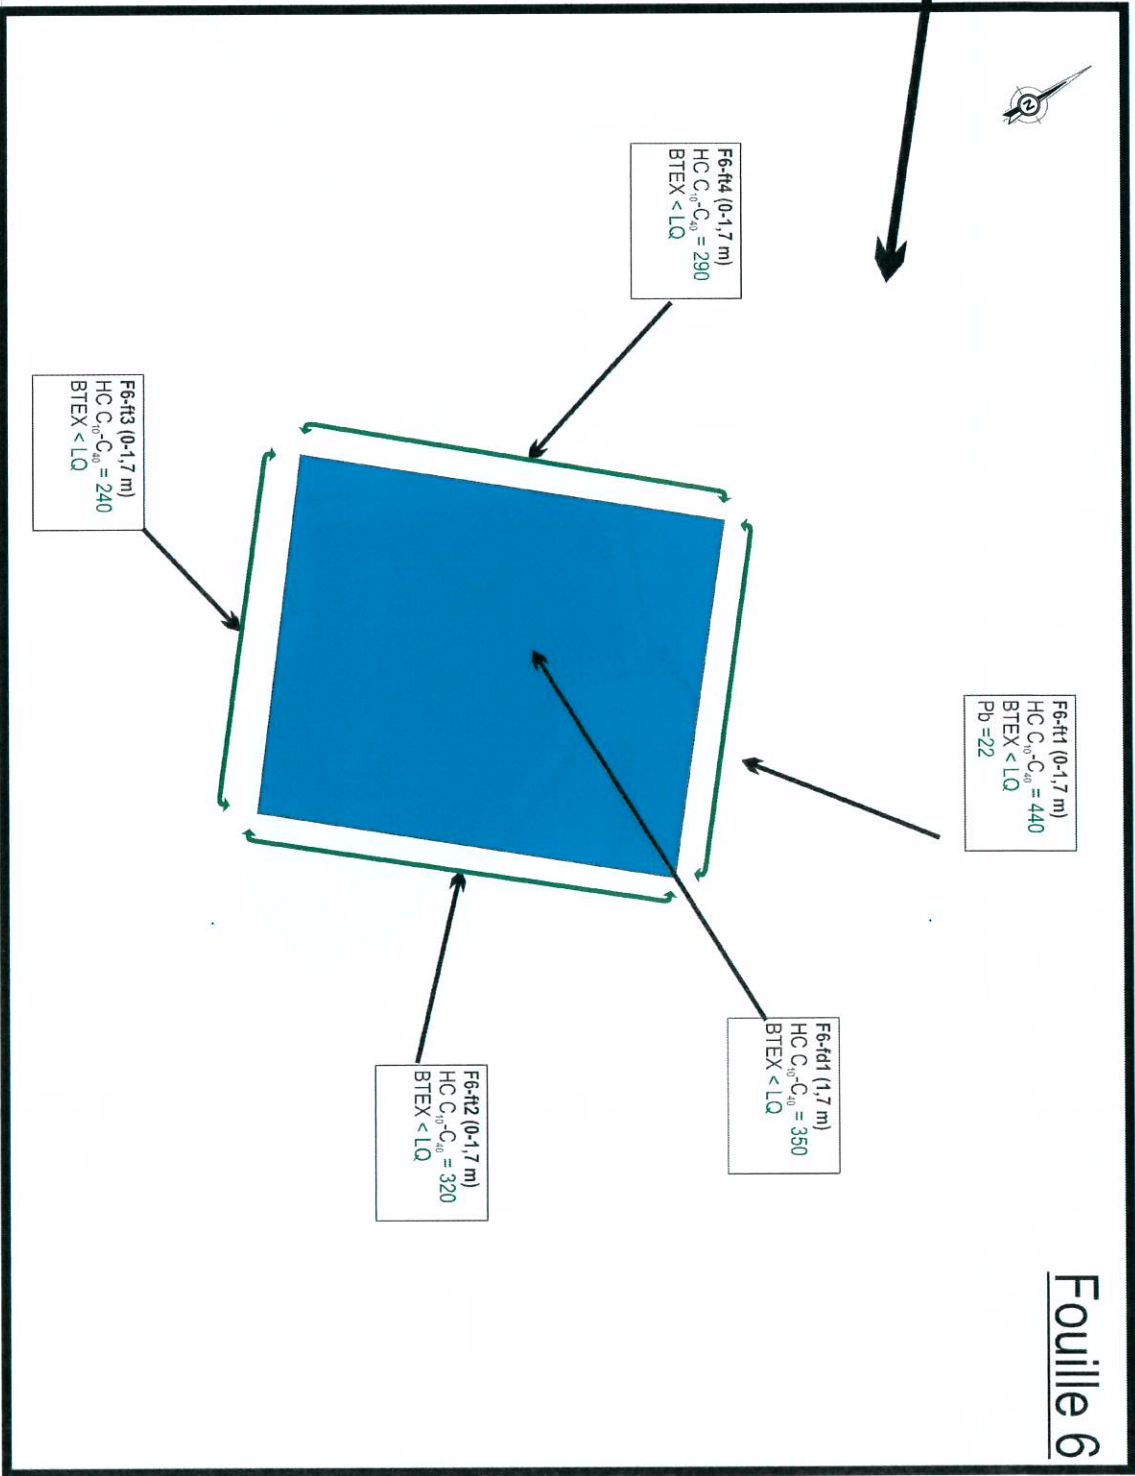 Fouille 6
N
F6-ft4 (0-1,7 m)
HC C₁₀-C₄₀ = 290
BTEX < LQ
F6-ft1 (0-1,7 m)
HC C₁₀-C₄₀ = 440
BTEX < LQ
Pb =22
F6-fd1 (1,7 m)
HC C₁₀-C₄₀ = 350
BTEX < LQ
F6-ft3 (0-1,7 m)
HC C₁₀-C₄₀ = 240
BTEX < LQ
F6-ft2 (0-1,7 m)
HC C₁₀-C₄₀ = 320
BTEX < LQ